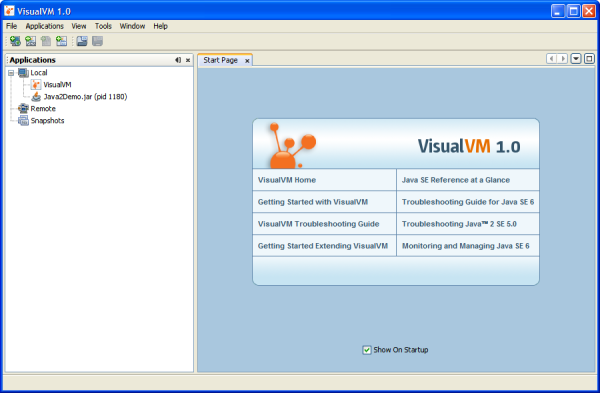 VisualVM 1.0
File Applications View Tools Window Help
Applications
Local
VisualVM
Java2Demo.jar (pid 1180)
Remote
Snapshots
Start Page
VisualVM 1.0
VisualVM Home
Java SE Reference at a Glance
Getting Started with VisualVM
Troubleshooting Guide for Java SE 6
VisualVM Troubleshooting Guide
Troubleshooting Java™ 2 SE 5.0
Getting Started Extending VisualVM
Monitoring and Managing Java SE 6
Show On Startup